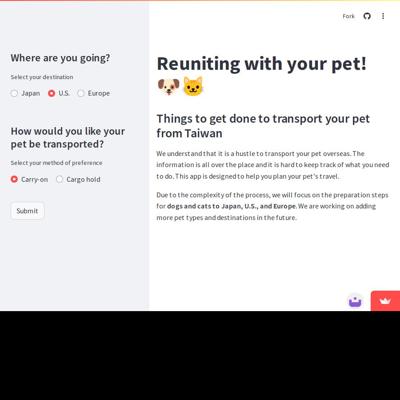 Fork
Where are you going?
Select your destination
Japan U.S. Europe
How would you like your
pet be transported?
Select your method of preference
Carry-on Cargo hold
Submit
Reuniting with your pet!
🐶🐱
Things to get done to transport your pet
from Taiwan
We understand that it is a hustle to transport your pet overseas. The
information is all over the place and it is hard to keep track of what you need
to do. This app is designed to help you plan your pet's travel.
Due to the complexity of the process, we will focus on the preparation steps
for dogs and cats to Japan, U.S., and Europe. We are working on adding
more pet types and destinations in the future.